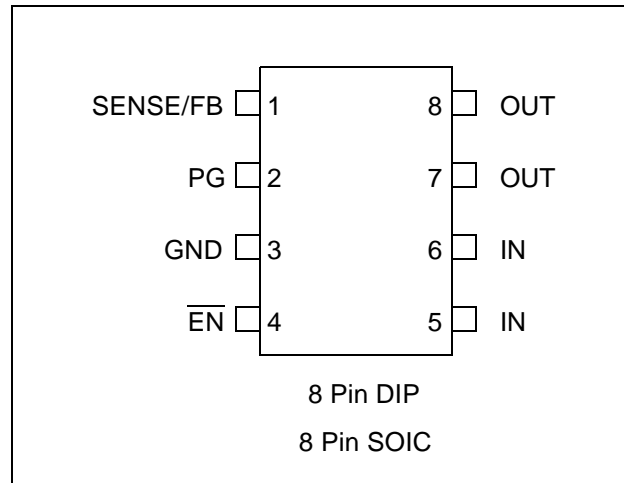 SENSE/FB 1 8 OUT
PG 2 7 OUT
GND 3 6 IN
E̅N̅ 4 5 IN
8 Pin DIP
8 Pin SOIC